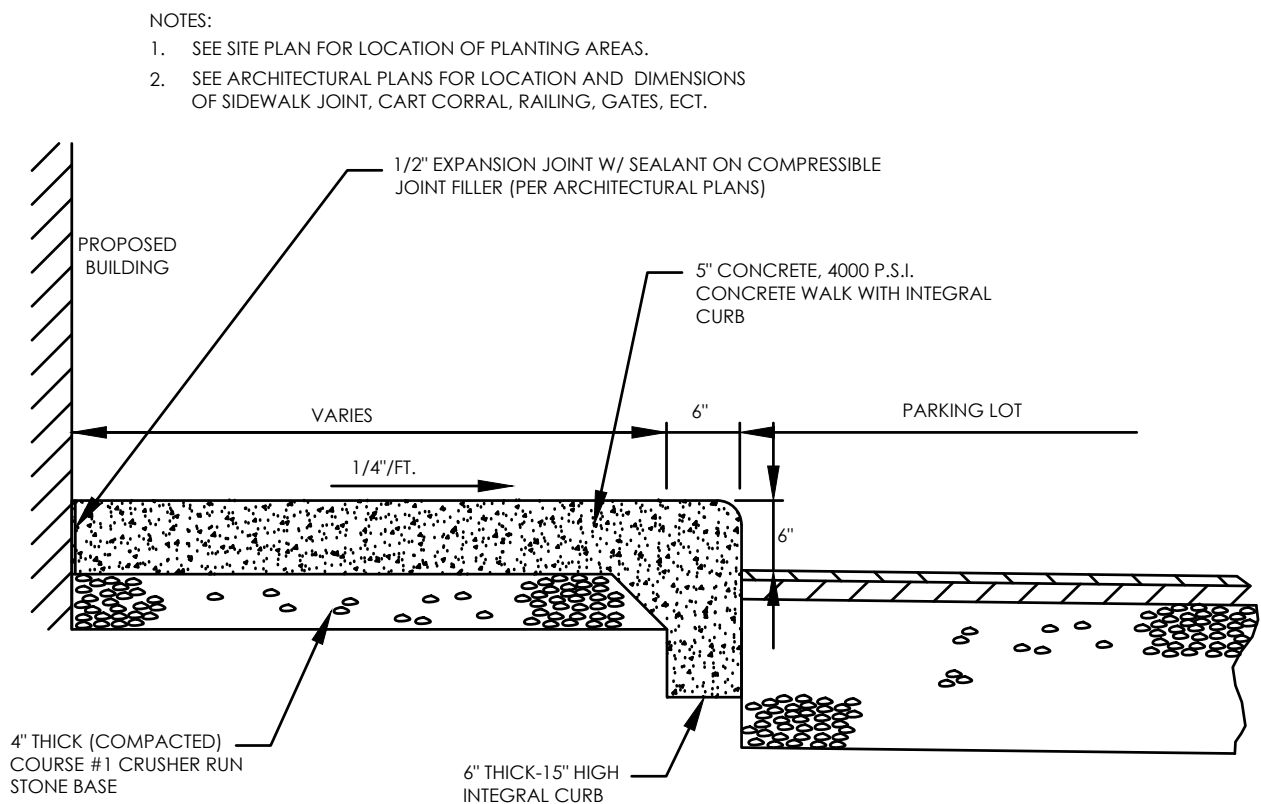 NOTES:
1. SEE SITE PLAN FOR LOCATION OF PLANTING AREAS.
2. SEE ARCHITECTURAL PLANS FOR LOCATION AND DIMENSIONS
OF SIDEWALK JOINT, CART CORRAL, RAILING, GATES, ECT.
1/2" EXPANSION JOINT W/ SEALANT ON COMPRESSIBLE
JOINT FILLER (PER ARCHITECTURAL PLANS)
PROPOSED
BUILDING
5" CONCRETE, 4000 P.S.I.
CONCRETE WALK WITH INTEGRAL
CURB
VARIES
6"
PARKING LOT
1/4"/FT.
6"
4" THICK (COMPACTED)
COURSE #1 CRUSHER RUN
STONE BASE
6" THICK-15" HIGH
INTEGRAL CURB